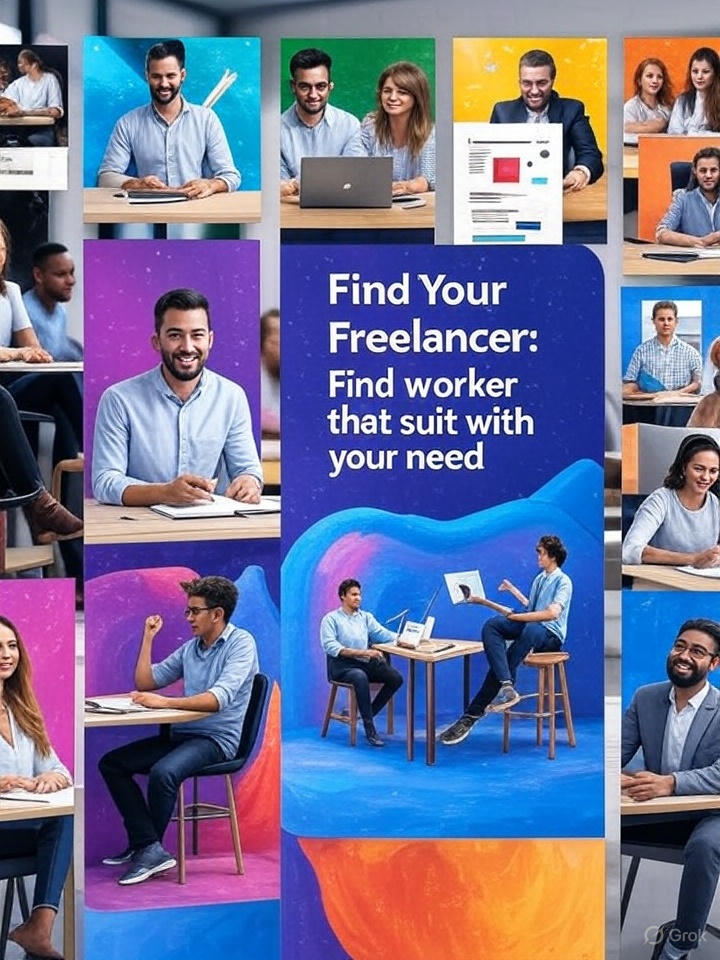 Find Your
Freelancer:
Find worker
that suit with
your need
Grok